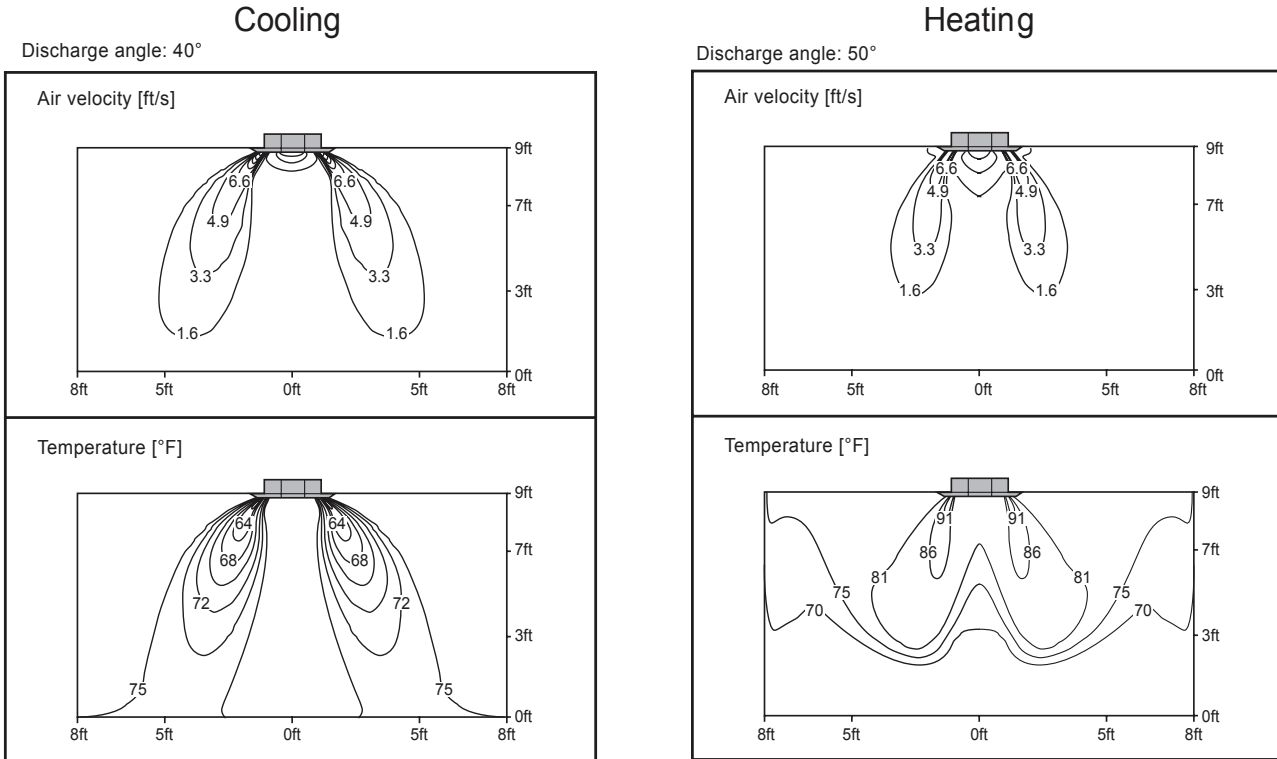 Cooling
Discharge angle: 40°
Air velocity [ft/s]
9ft
6.6 6.6
7ft
4.9 4.9
3.3 3.3
3ft
1.6 1.6
0ft
8ft 5ft 0ft 5ft 8ft
Temperature [°F]
9ft
64 64
7ft
68 68
72 72
3ft
75 75
0ft
8ft 5ft 0ft 5ft 8ft
Heating
Discharge angle: 50°
Air velocity [ft/s]
9ft
6.6 6.6
4.9 4.9
7ft
3.3 3.3
1.6 1.6
3ft
0ft
8ft 5ft 0ft 5ft 8ft
Temperature [°F]
9ft
91 91
86 86
7ft
81 81
75 75
70 70
3ft
0ft
8ft 5ft 0ft 5ft 8ft